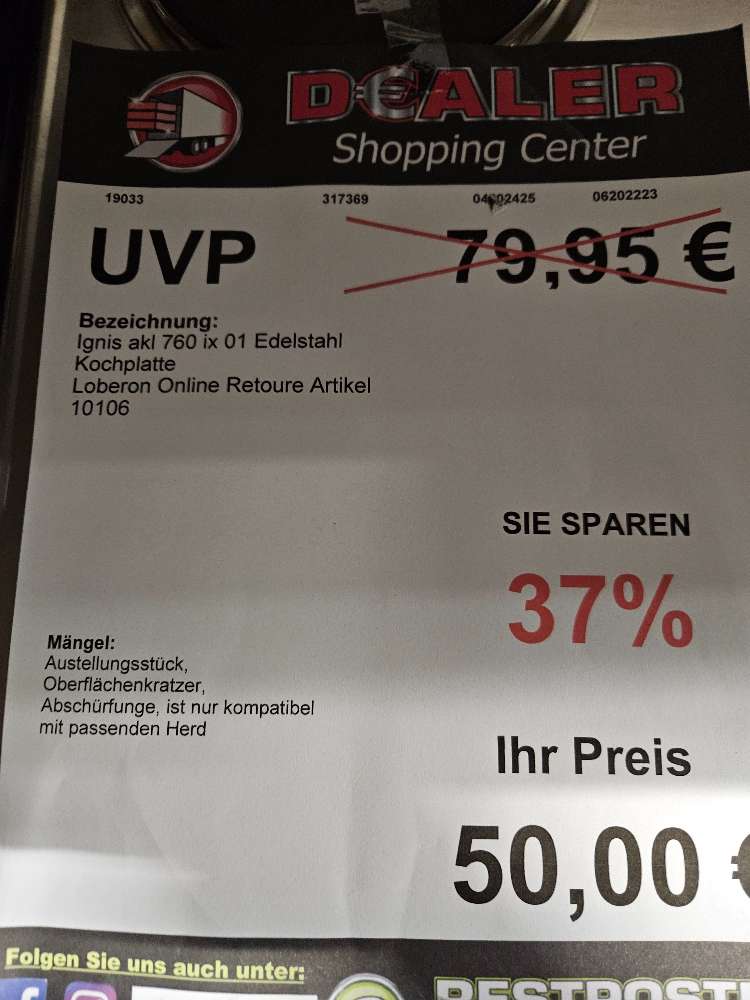 D€ALER
Shopping Center
19033 317369 04602425 06202223
UVP 79,95 €
Bezeichnung:
Ignis akl 760 ix 01 Edelstahl
Kochplatte
Loberon Online Retoure Artikel
10106
SIE SPAREN
37%
Mängel:
Austellungsstück,
Oberflächenkratzer,
Abschürfunge, ist nur kompatibel
mit passenden Herd
Ihr Preis
50,00 €
Folgen Sie uns auch unter: